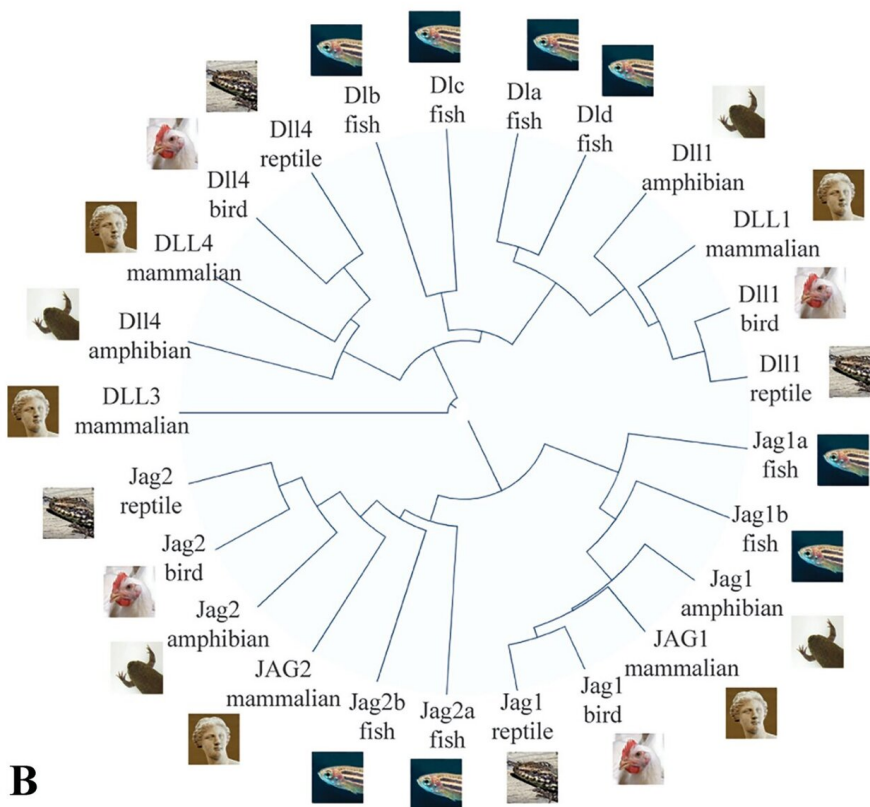 Dlb
fish
Dlc
fish
Dla
fish
Dld
fish
Dll1
amphibian
DLL1
mammalian
Dll1
bird
Dll1
reptile
Jag1a
fish
Jag1b
fish
Jag1
amphibian
JAG1
mammalian
Jag1
bird
Jag1
reptile
Jag2a
fish
Jag2b
fish
JAG2
mammalian
Jag2
amphibian
Jag2
bird
Jag2
reptile
DLL3
mammalian
Dll4
amphibian
DLL4
mammalian
Dll4
bird
Dll4
reptile
B